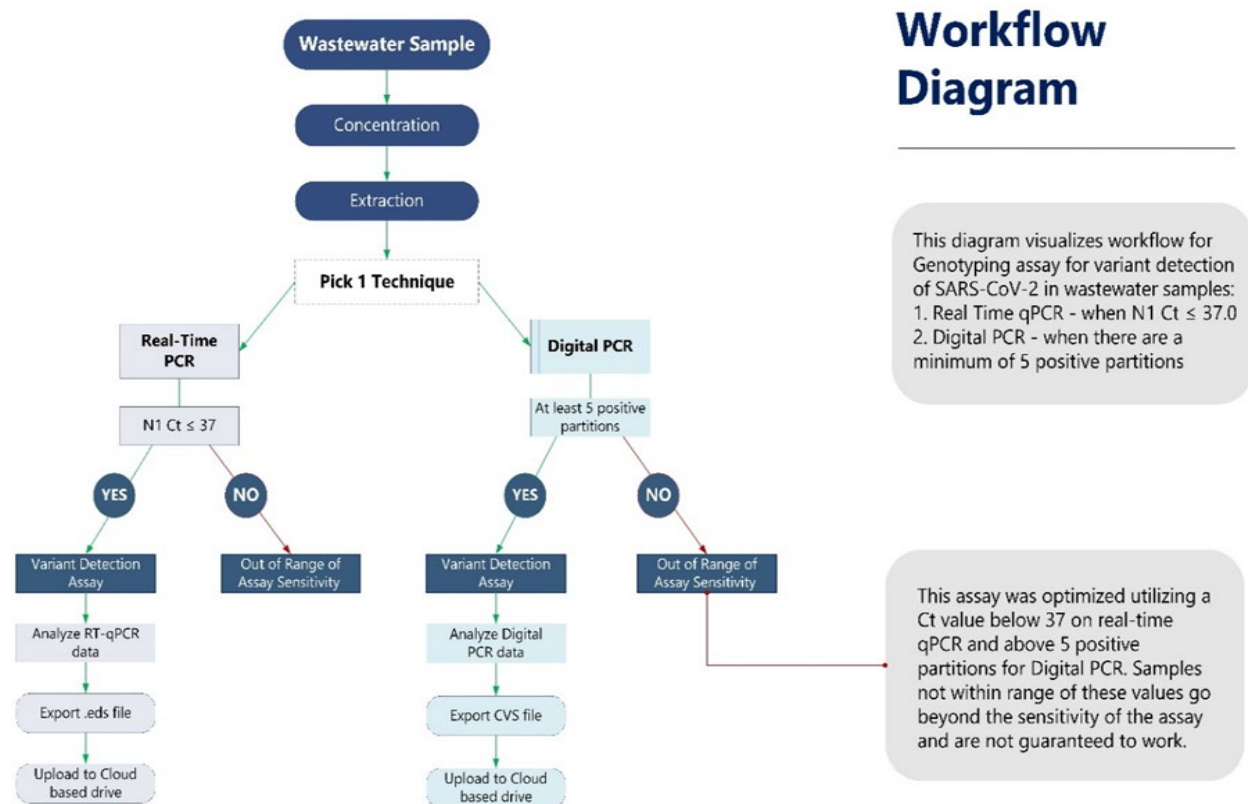 Workflow
Diagram
Wastewater Sample
Concentration
Extraction
Pick 1 Technique
Real-Time
PCR
N1 Ct ≤ 37
YES
NO
Variant Detection
Assay
Out of Range of
Assay Sensitivity
Analyze RT-qPCR
data
Export .eds file
Upload to Cloud
based drive
Digital PCR
At least 5 positive
partitions
YES
NO
Variant Detection
Assay
Out of Range of
Assay Sensitivity
Analyze Digital
PCR data
Export CVS file
Upload to Cloud
based drive
This diagram visualizes workflow for
Genotyping assay for variant detection
of SARS-CoV-2 in wastewater samples:
1. Real Time qPCR - when N1 Ct ≤ 37.0
2. Digital PCR - when there are a
minimum of 5 positive partitions
This assay was optimized utilizing a
Ct value below 37 on real-time
qPCR and above 5 positive
partitions for Digital PCR. Samples
not within range of these values go
beyond the sensitivity of the assay
and are not guaranteed to work.